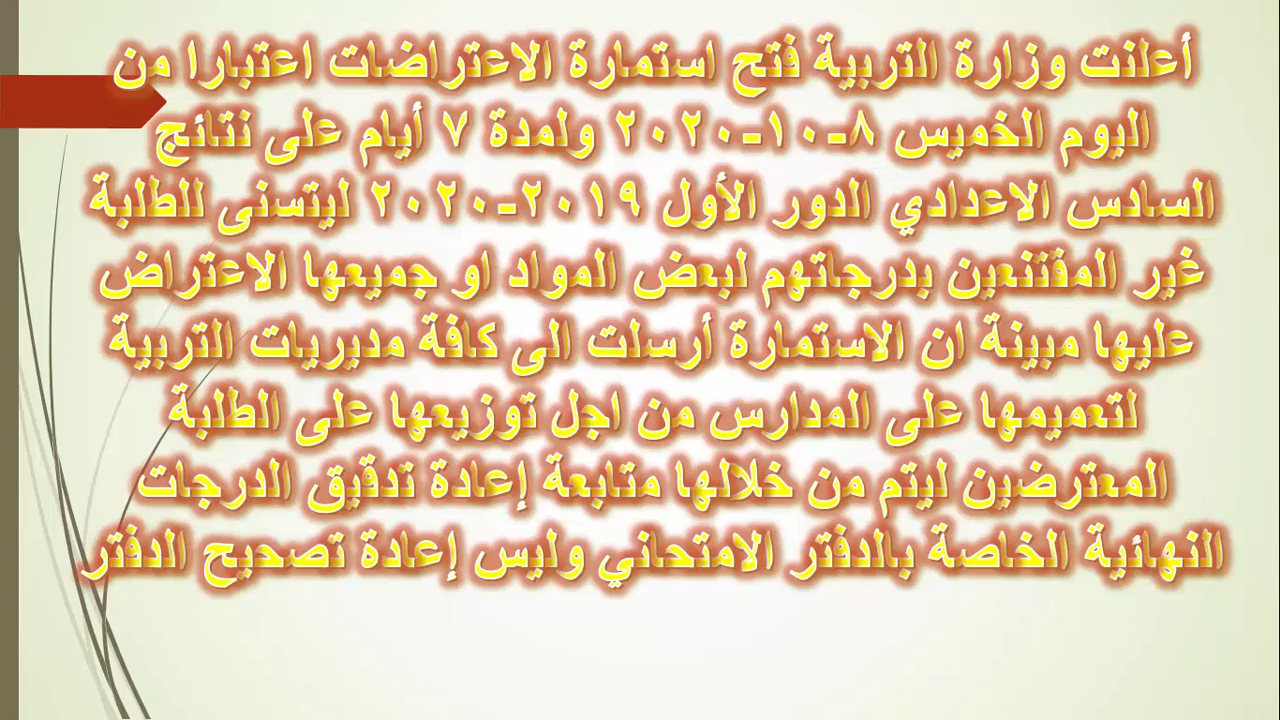 أعلنت وزارة التربية فتح استمارة الاعتراضات اعتبارا من
اليوم الخميس ٨-١٠-٢٠٢٠ ولمدة ٧ أيام على نتائج
السادس الاعدادي الدور الأول ٢٠١٩-٢٠٢٠ ليتسنى للطلبة
غير المقتنعين بدرجاتهم لبعض المواد او جميعها الاعتراض
عليها مبينة ان الاستمارة أرسلت الى كافة مديريات التربية
لتعميمها على المدارس من اجل توزيعها على الطلبة
المعترضين ليتم من خلالها متابعة إعادة تدقيق الدرجات
النهائية الخاصة بالدفتر الامتحاني وليس إعادة تصحيح الدفتر